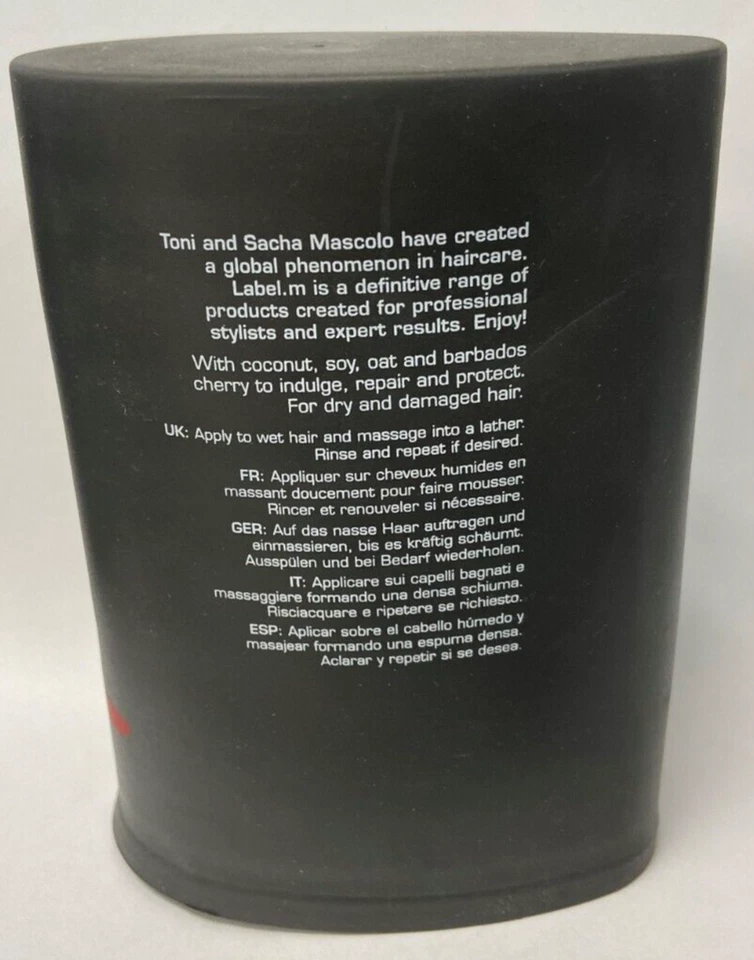 Toni and Sacha Mascolo have created
a global phenomenon in haircare.
Label.m is a definitive range of
products created for professional
stylists and expert results. Enjoy!
With coconut, soy, oat and barbados
cherry to indulge, repair and protect.
For dry and damaged hair.
UK: Apply to wet hair and massage into a lather.
Rinse and repeat if desired.
FR: Appliquer sur cheveux humides en
massant doucement pour faire mousser.
Rincer et renouveler si nécessaire.
GER: Auf das nasse Haar auftragen und
einmassieren, bis es kräftig schäumt.
Ausspülen und bei Bedarf wiederholen.
IT: Applicare sui capelli bagnati e
massaggiare formando una densa schiuma.
Risciacquare e ripetere se richiesto.
ESP: Aplicar sobre el cabello húmedo y
masajear formando una espuma densa.
Aclarar y repetir si se desea.